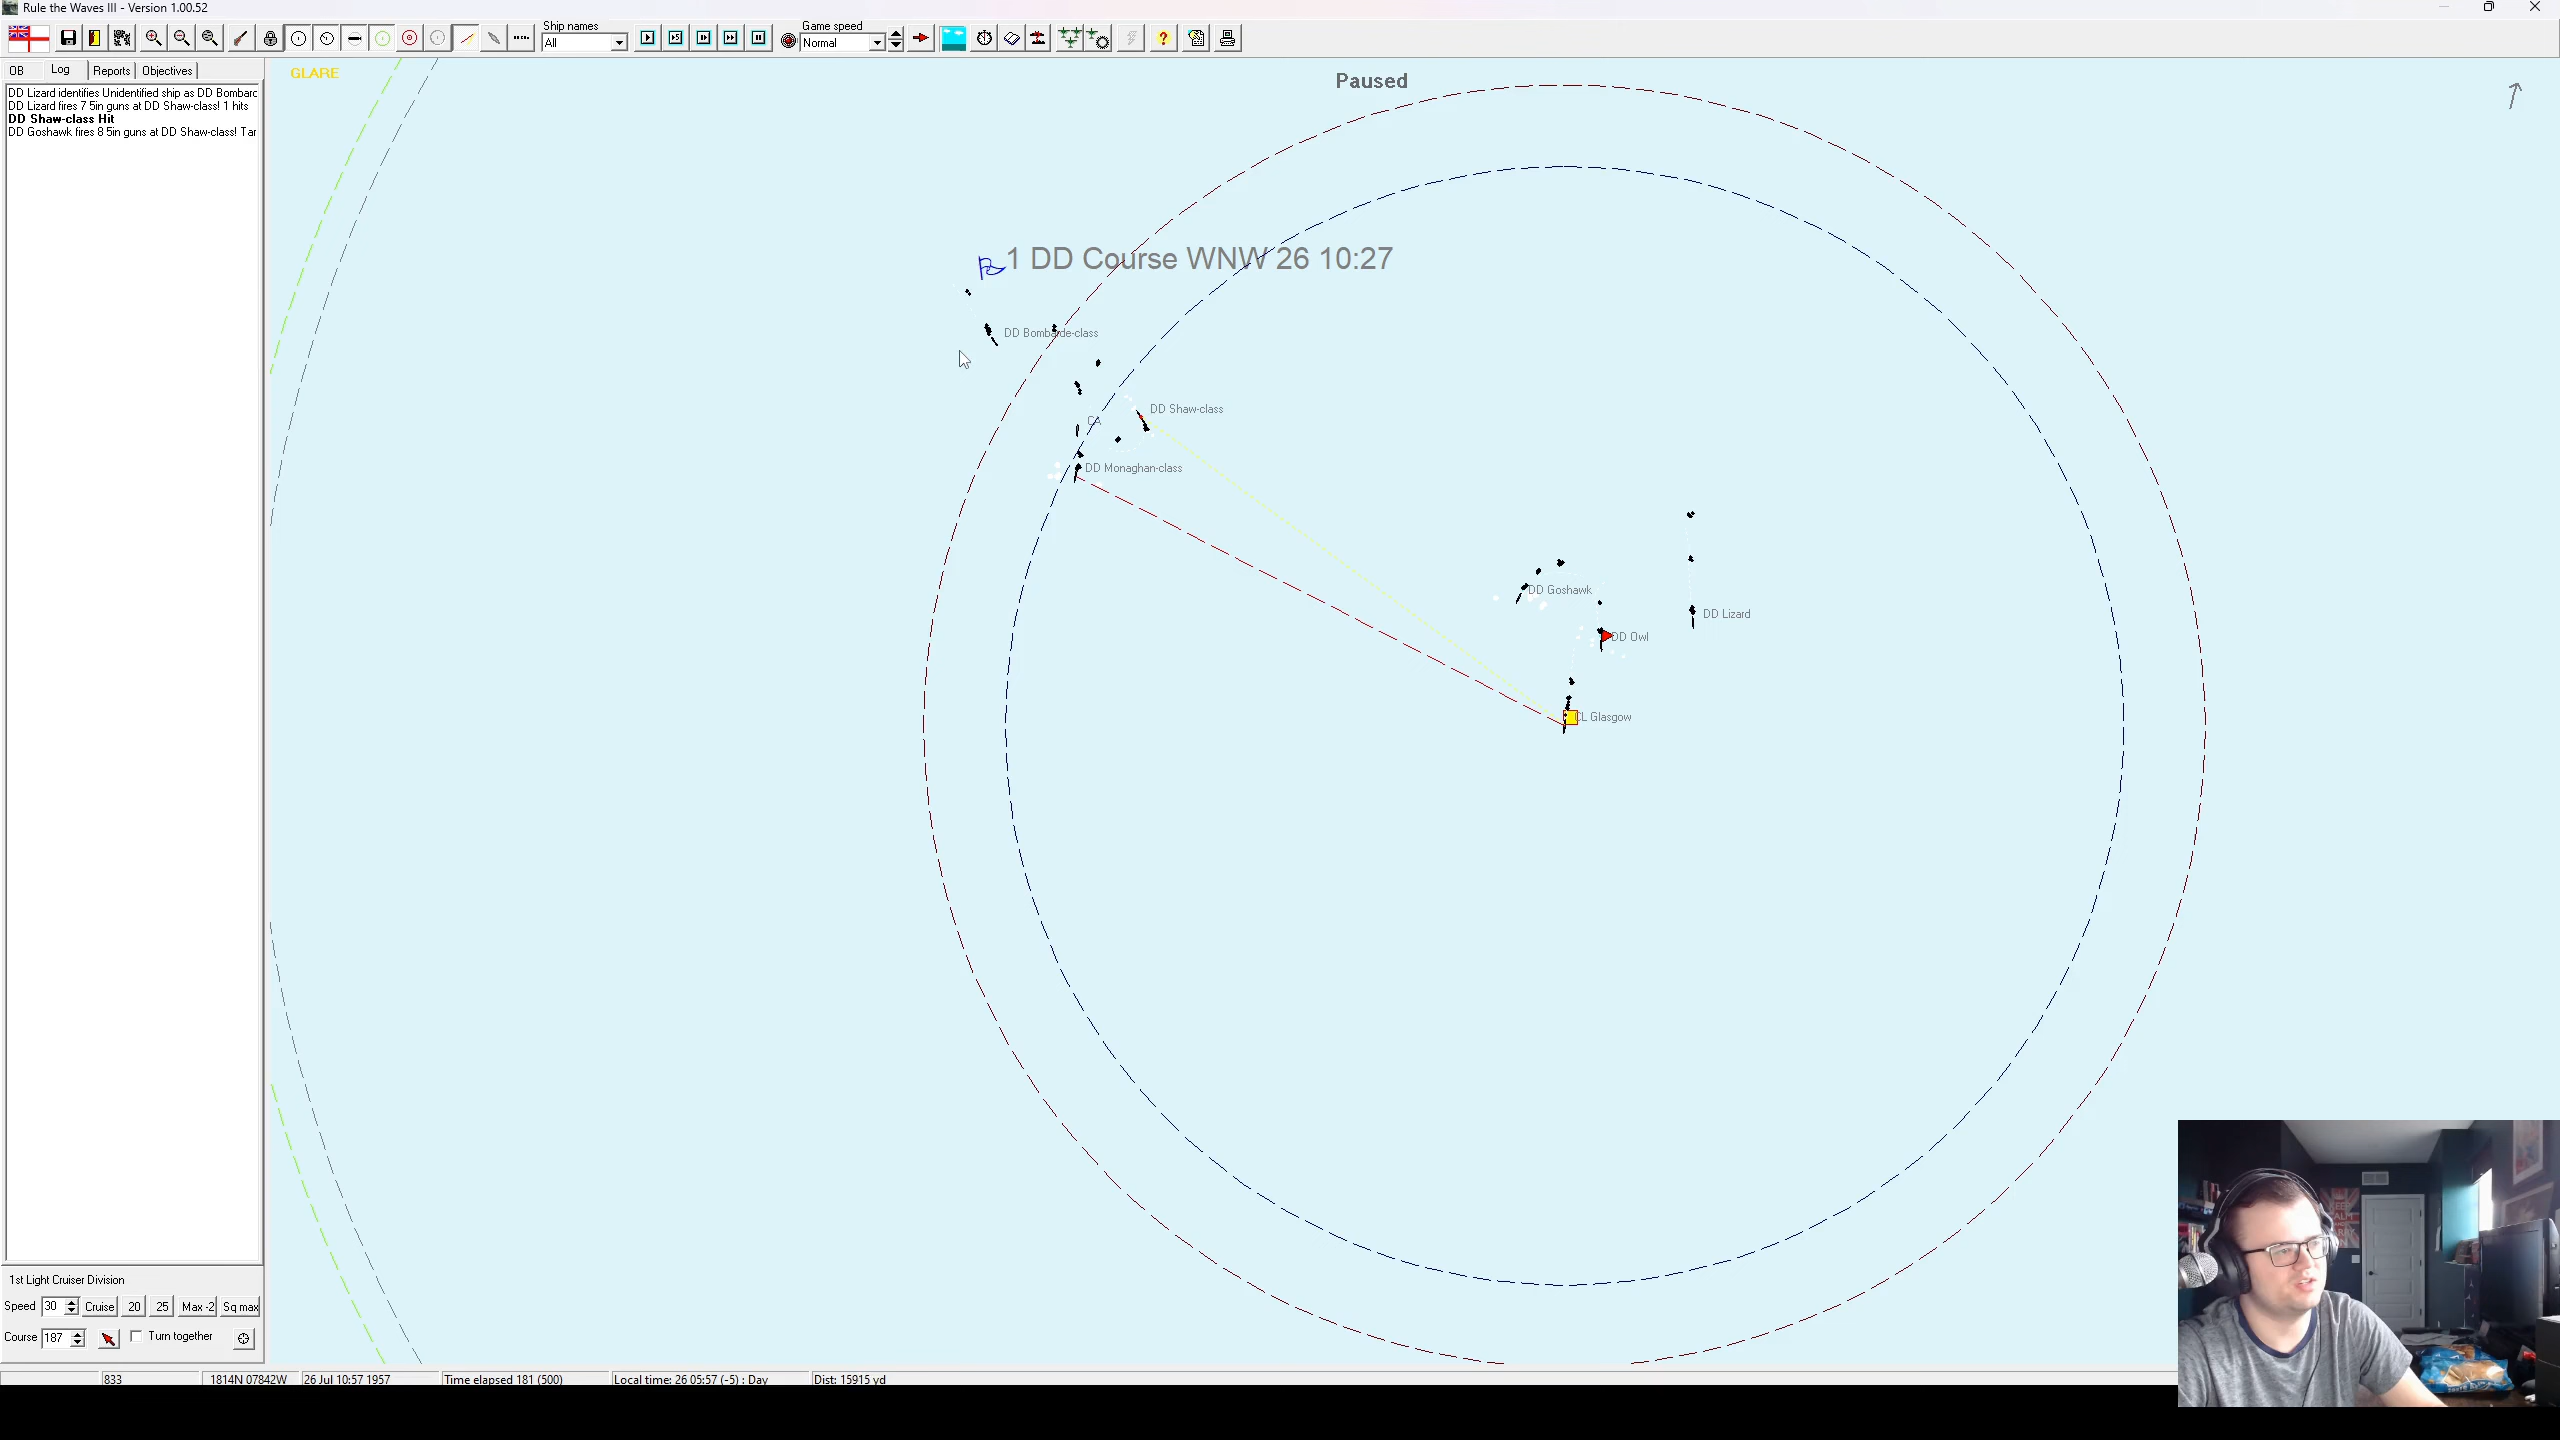 Rule the Waves III - Version 1.00.52
Ship names
All
Game speed
Normal
OB
Log
Reports
Objectives
GLARE
Paused
DD Lizard identifies Unidentified ship as DD Bombard
DD Lizard fires 7 5in guns at DD Shaw-class! 1 hits
DD Shaw-class Hit
DD Goshawk fires 8 5in guns at DD Shaw-class! Tar
1 DD Course WNW 26 10:27
DD Bombarde-class
DD Shaw-class
CA
DD Monaghan-class
DD Goshawk
DD Lizard
DD Owl
CL Glasgow
1st Light Cruiser Division
Speed 30 Cruise 20 25 Max -2 Sq max
Course 187 Turn together
833
1814N 07842W
26 Jul 10:57 1957
Time elapsed 181 (500)
Local time: 26 05:57 (-5) : Day
Dist: 15915 yd